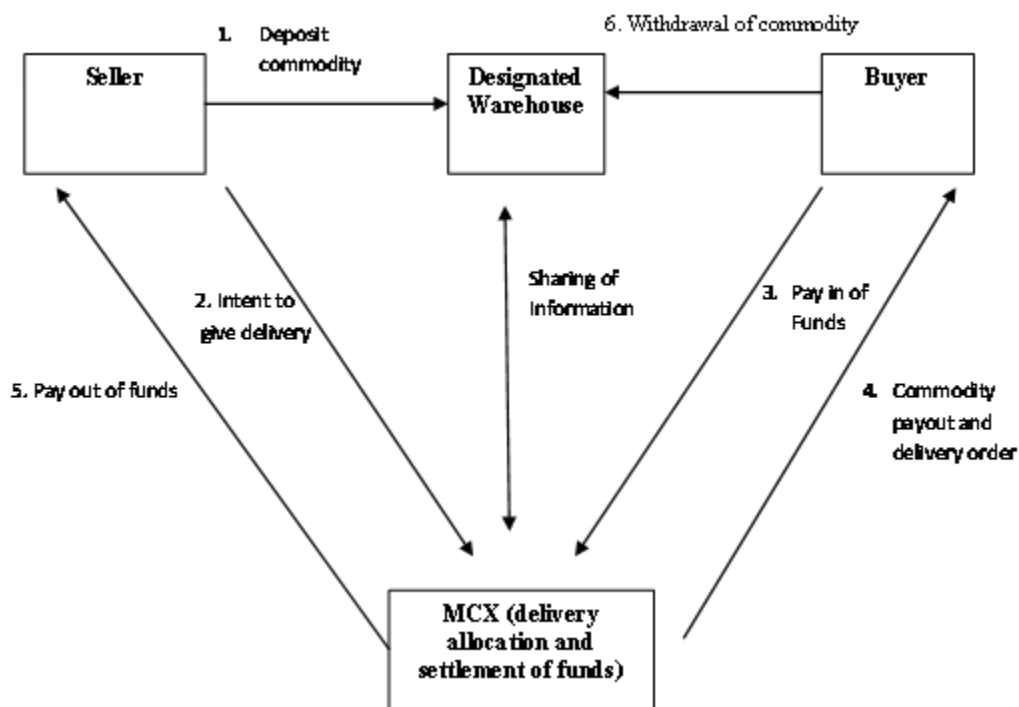 1. Deposit
commodity
6. Withdrawal of commodity
Seller
Designated
Warehouse
Buyer
2. Intent to
give delivery
Sharing of
Information
3. Pay in of
Funds
5. Pay out of funds
4. Commodity
payout and
delivery order
MCX (delivery
allocation and
settlement of funds)